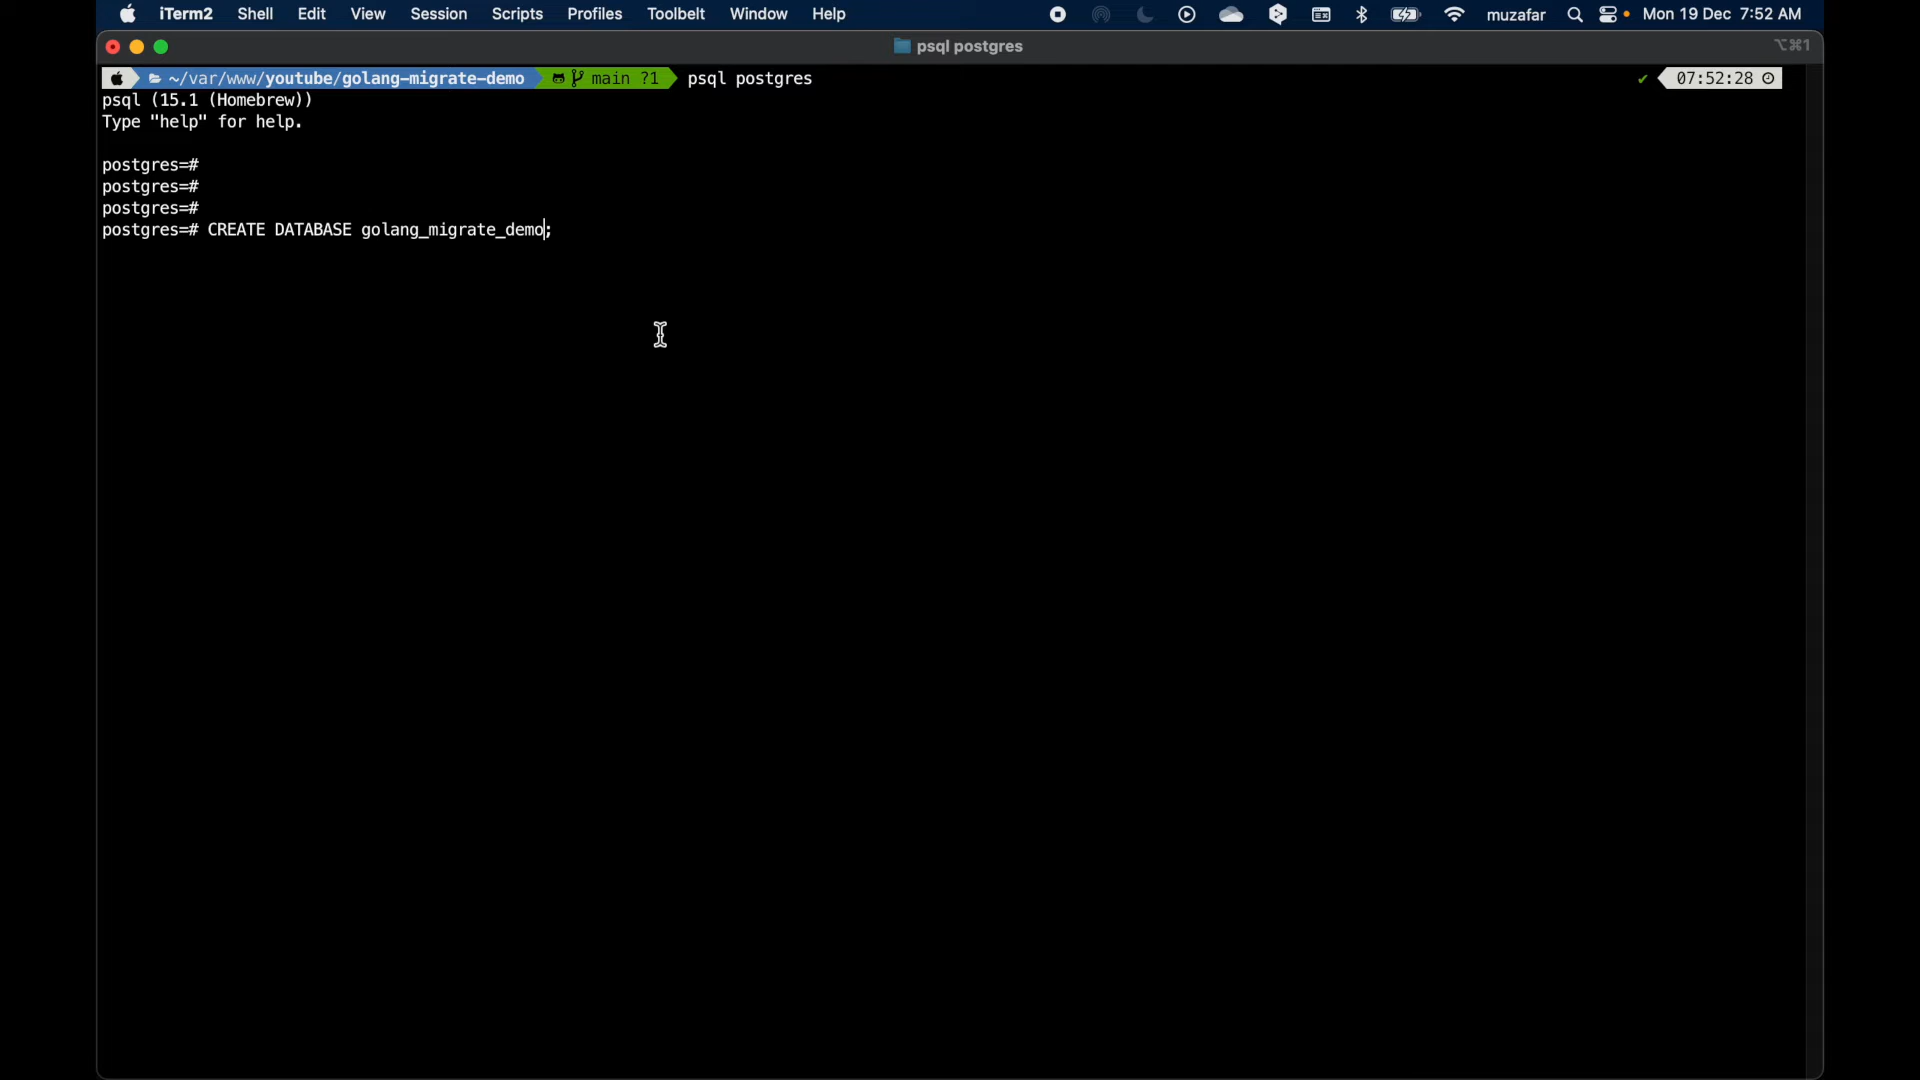 iTerm2 Shell Edit View Session Scripts Profiles Toolbelt Window Help muzafar Mon 19 Dec 7:52 AM
psql postgres ⌥⌘1
~/var/www/youtube/golang-migrate-demo main ?1 psql postgres ✔ 07:52:28
psql (15.1 (Homebrew))
Type "help" for help.
postgres=#
postgres=#
postgres=#
postgres=# CREATE DATABASE golang_migrate_demo;